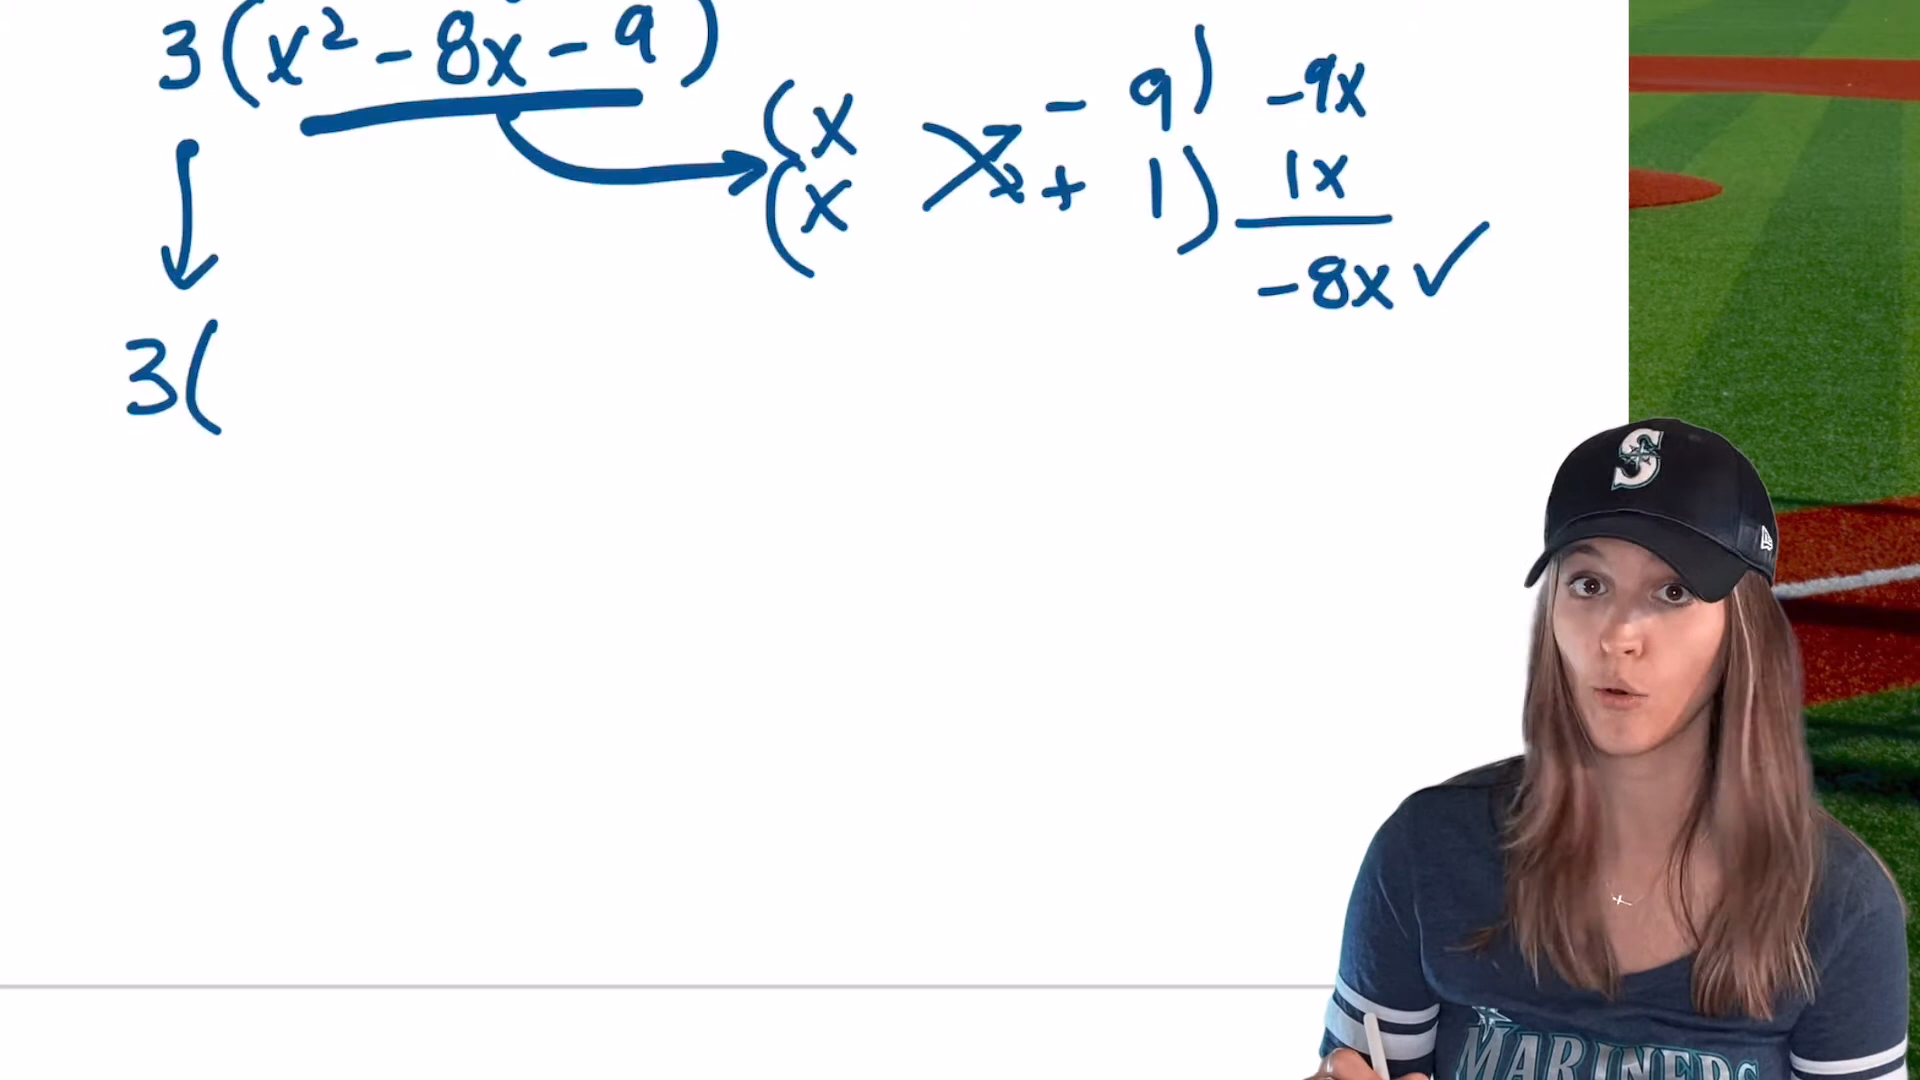 3(x² - 8x - 9)
(x - 9) -9x
(x + 1) 1x
-8x ✓
3(
S
MARINERS